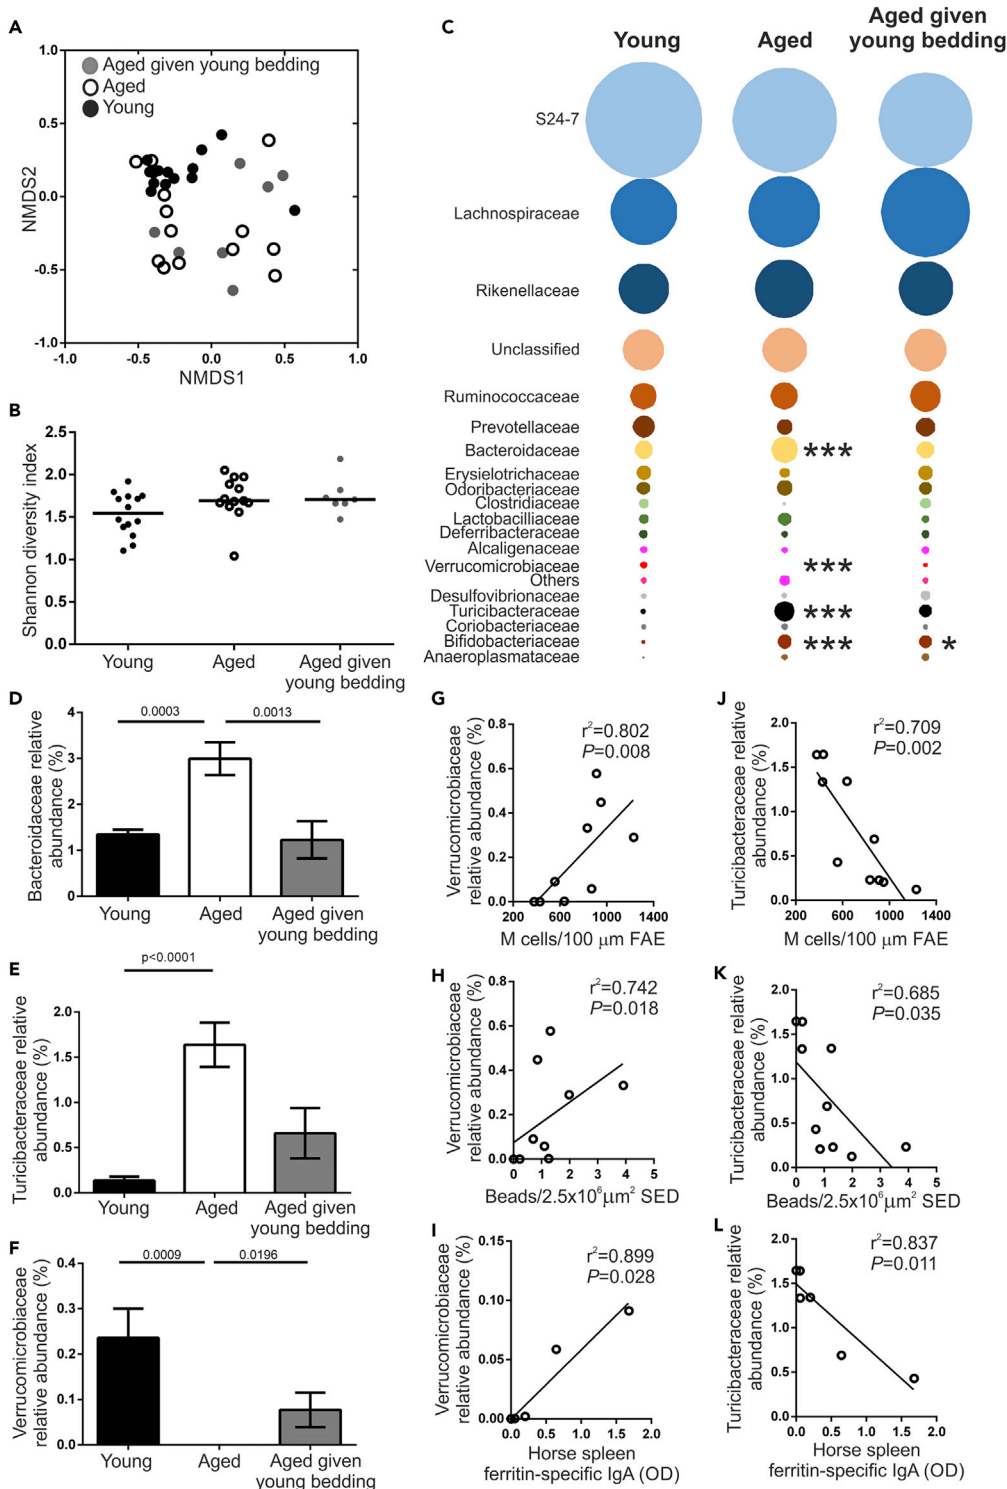 A
1.0
0.5
0.0
-0.5
-1.0
-1.0
-0.5
0.0
0.5
1.0
NMDS2
NMDS1
Aged given young bedding
Aged
Young
B
Shannon diversity index
2.5
2.0
1.5
1.0
0.5
0.0
Young
Aged
Aged given
young bedding
C
Young
Aged
Aged given
young bedding
S24-7
Lachnospiraceae
Rikenellaceae
Unclassified
Ruminococcaceae
Prevotellaceae
Bacteroidaceae ***
Erysielotrichaceae
Odoribacteriaceae
Clostridiaceae
Lactobacilliaceae
Deferribacteraceae
Alcaligenaceae
Verrucomicrobiaceae ***
Others
Desulfovibrionaceae
Turicibacteraceae ***
Coriobacteriaceae
Bifidobacteriaceae *** *
Anaeroplasmataceae
D
Bacteroidaceae relative
abundance (%)
4
3
2
1
0
0.0003
0.0013
Young
Aged
Aged given
young bedding
E
Turicibacteraceae relative
abundance (%)
2.0
1.5
1.0
0.5
0.0
p<0.0001
Young
Aged
Aged given
young bedding
F
Verrucomicrobiaceae
relative abundance (%)
0.4
0.3
0.2
0.1
0.0
0.0009
0.0196
Young
Aged
Aged given
young bedding
G
Verrucomicrobiaceae
relative abundance (%)
0.8
0.6
0.4
0.2
0.0
r²=0.802
P=0.008
200
600
1000
1400
M cells/100 μm FAE
H
Verrucomicrobiaceae
relative abundance (%)
0.8
0.6
0.4
0.2
0.0
r²=0.742
P=0.018
0
1
2
3
4
5
Beads/2.5x10⁶μm² SED
I
Verrucomicrobiaceae
relative abundance (%)
0.15
0.10
0.05
0.00
r²=0.899
P=0.028
0.0
0.5
1.0
1.5
2.0
Horse spleen
ferritin-specific IgA (OD)
J
Turicibacteraceae relative
abundance (%)
2.0
1.5
1.0
0.5
0.0
r²=0.709
P=0.002
200
600
1000
1400
M cells/100 μm FAE
K
Turicibacteraceae relative
abundance (%)
2.0
1.5
1.0
0.5
0.0
r²=0.685
P=0.035
0
1
2
3
4
5
Beads/2.5x10⁶μm² SED
L
Turicibacteraceae relative
abundance (%)
2.0
1.5
1.0
0.5
0.0
r²=0.837
P=0.011
0.0
0.5
1.0
1.5
2.0
Horse spleen
ferritin-specific IgA (OD)